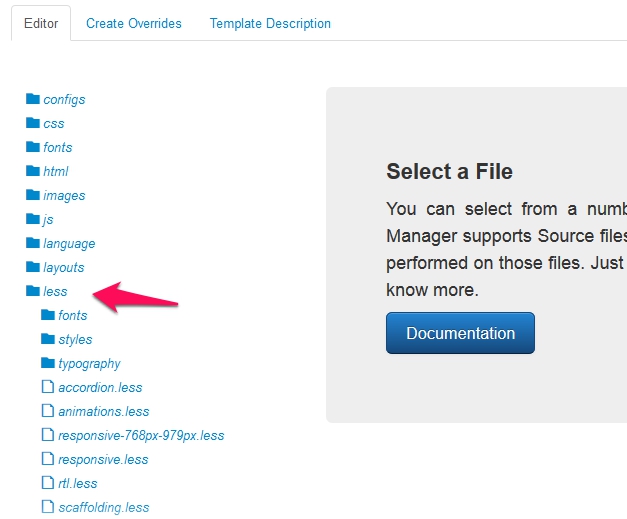 Editor Create Overrides Template Description
configs
css
fonts
html
images
js
language
layouts
less
fonts
styles
typography
accordion.less
animations.less
responsive-768px-979px.less
responsive.less
rtl.less
scaffolding.less
Select a File
You can select from a numb
Manager supports Source files
performed on those files. Just
know more.
Documentation